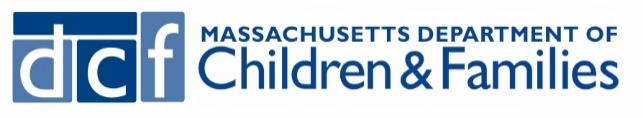 dcf MASSACHUSETTS DEPARTMENT OF
Children & Families